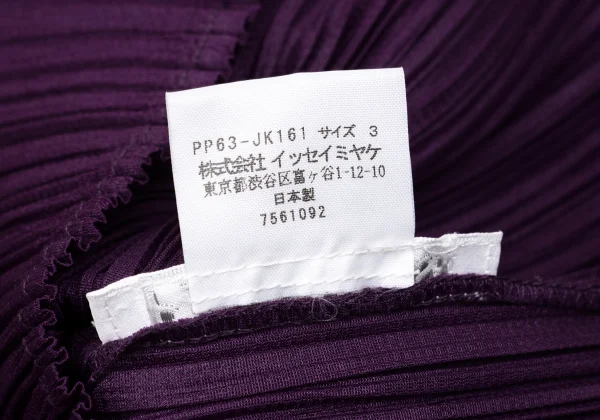 PP63-JK161 サイズ 3
株式会社 イッセイミヤケ
東京都渋谷区富ヶ谷1-12-10
日本製
7561092